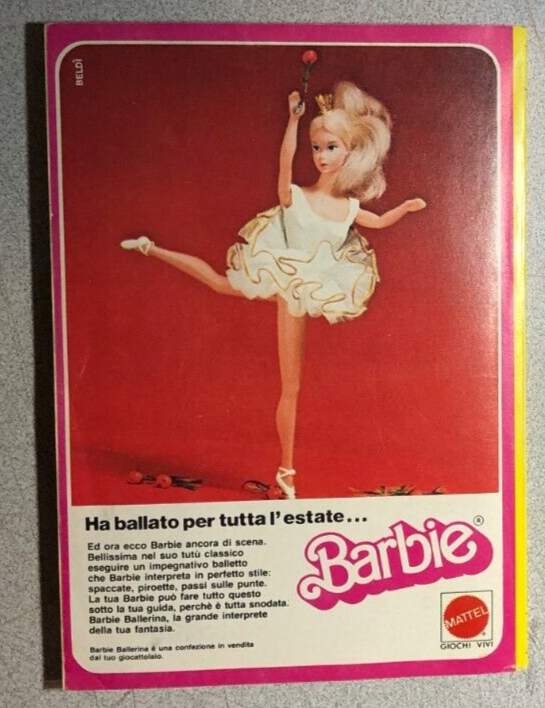 BELDÌ
Ha ballato per tutta l'estate...
Ed ora ecco Barbie ancora di scena.
Bellissima nel suo tutù classico
eseguire un impegnativo balletto
che Barbie interpreta in perfetto stile:
spaccate, piroette, passi sulle punte.
La tua Barbie può fare tutto questo
sotto la tua guida, perchè è tutta snodata.
Barbie Ballerina, la grande interprete
della tua fantasia.
Barbie Ballerina è una confezione in vendita
dal tuo giocattolaio.
Barbie®
MATTEL®
GIOCHI VIVI